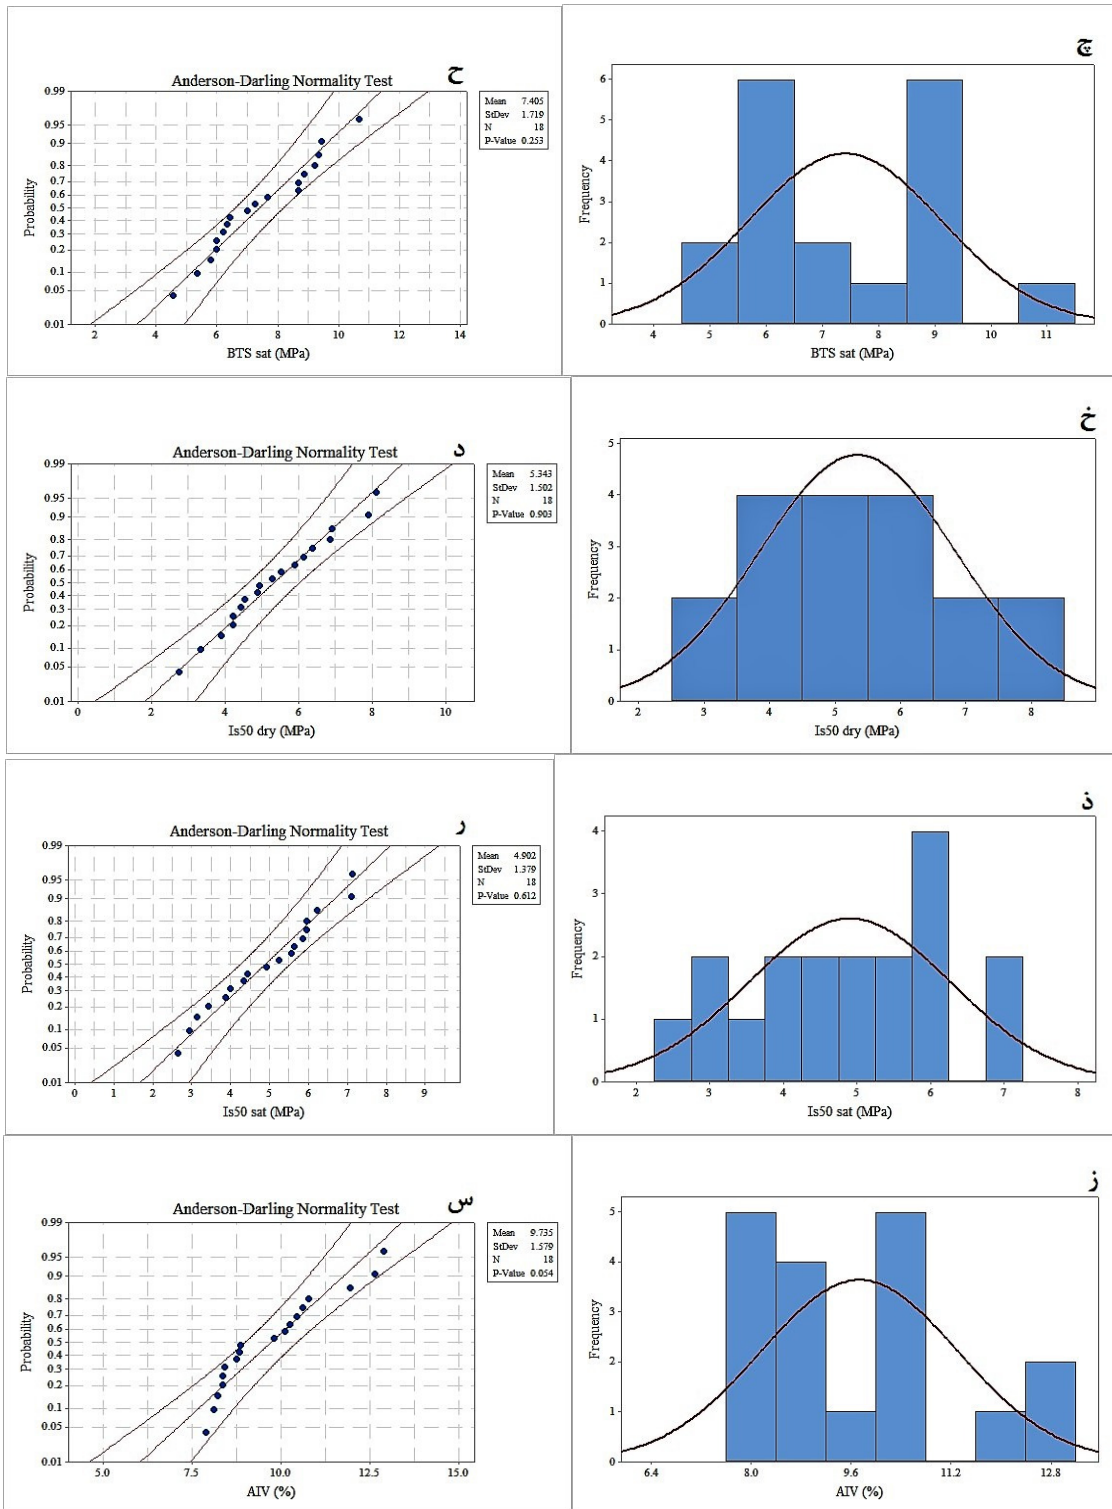 ح
Anderson-Darling Normality Test
Mean 7.405
StDev 1.719
N 18
P-Value 0.253
Probability
0.99
0.95
0.9
0.8
0.7
0.6
0.5
0.4
0.3
0.2
0.1
0.05
0.01
2 4 6 8 10 12 14
BTS sat (MPa)
چ
Frequency
6
5
4
3
2
1
0
4 5 6 7 8 9 10 11
BTS sat (MPa)
د
Anderson-Darling Normality Test
Mean 5.343
StDev 1.502
N 18
P-Value 0.903
Probability
0.99
0.95
0.9
0.8
0.7
0.6
0.5
0.4
0.3
0.2
0.1
0.05
0.01
0 2 4 6 8 10
Is50 dry (MPa)
خ
Frequency
5
4
3
2
1
0
2 3 4 5 6 7 8
Is50 dry (MPa)
ر
Anderson-Darling Normality Test
Mean 4.902
StDev 1.379
N 18
P-Value 0.612
Probability
0.99
0.95
0.9
0.8
0.7
0.6
0.5
0.4
0.3
0.2
0.1
0.05
0.01
0 1 2 3 4 5 6 7 8 9
Is50 sat (MPa)
ذ
Frequency
4
3
2
1
0
2 3 4 5 6 7 8
Is50 sat (MPa)
س
Anderson-Darling Normality Test
Mean 9.735
StDev 1.579
N 18
P-Value 0.054
Probability
0.99
0.95
0.9
0.8
0.7
0.6
0.5
0.4
0.3
0.2
0.1
0.05
0.01
5.0 7.5 10.0 12.5 15.0
AIV (%)
ز
Frequency
5
4
3
2
1
0
6.4 8.0 9.6 11.2 12.8
AIV (%)